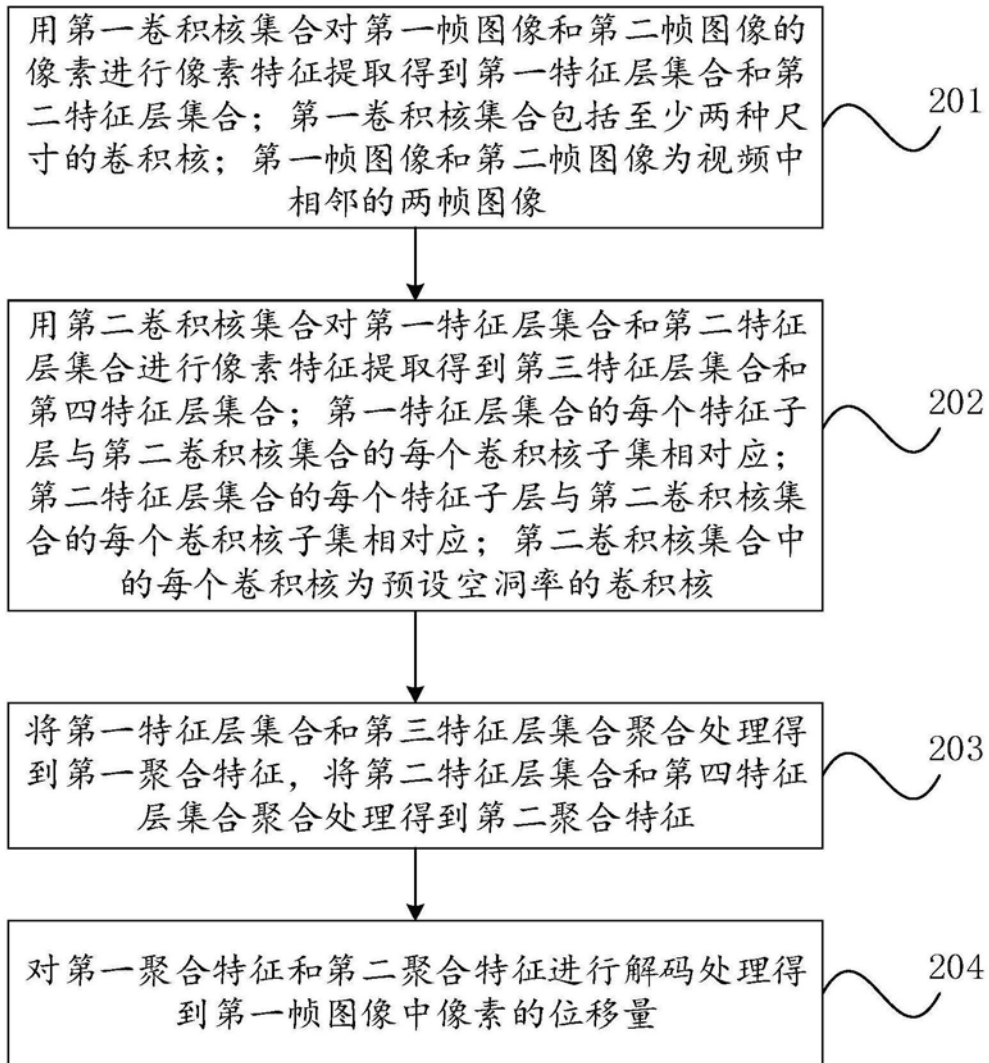 用第一卷积核集合对第一帧图像和第二帧图像的
像素进行像素特征提取得到第一特征层集合和第
二特征层集合；第一卷积核集合包括至少两种尺
寸的卷积核；第一帧图像和第二帧图像为视频中
相邻的两帧图像
201
用第二卷积核集合对第一特征层集合和第二特征
层集合进行像素特征提取得到第三特征层集合和
第四特征层集合；第一特征层集合的每个特征子
层与第二卷积核集合的每个卷积核子集相对应；
第二特征层集合的每个特征子层与第二卷积核集
合的每个卷积核子集相对应；第二卷积核集合中
的每个卷积核为预设空洞率的卷积核
202
将第一特征层集合和第三特征层集合聚合处理得
到第一聚合特征，将第二特征层集合和第四特征
层集合聚合处理得到第二聚合特征
203
对第一聚合特征和第二聚合特征进行解码处理得
到第一帧图像中像素的位移量
204